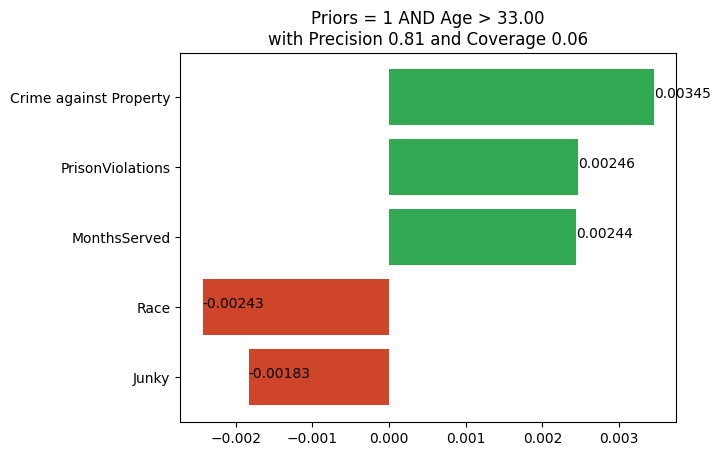 Priors = 1 AND Age > 33.00
with Precision 0.81 and Coverage 0.06
Crime against Property
0.00345
PrisonViolations
0.00246
MonthsServed
0.00244
Race
-0.00243
Junky
-0.00183
−0.002 −0.001 0.000 0.001 0.002 0.003